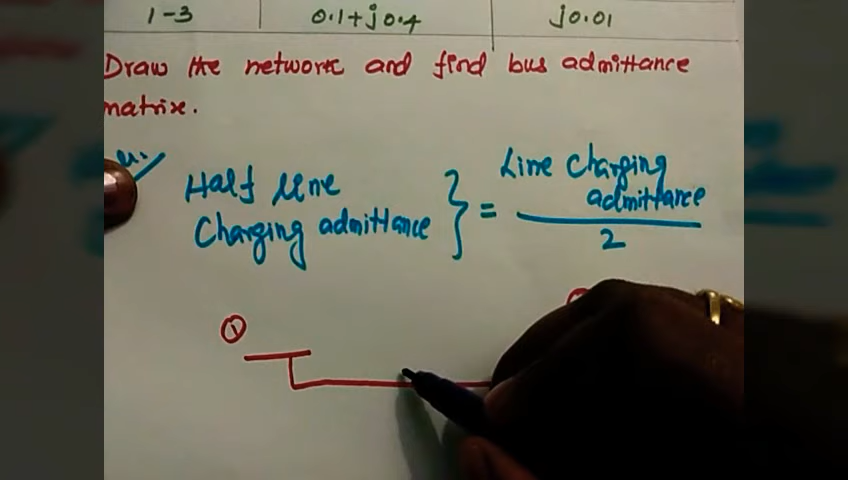 1-3 0.1+j0.4 j0.01
Draw the network and find bus admittance
matrix.
Half line
Charging admittance } = Line Charging admittance
2
1